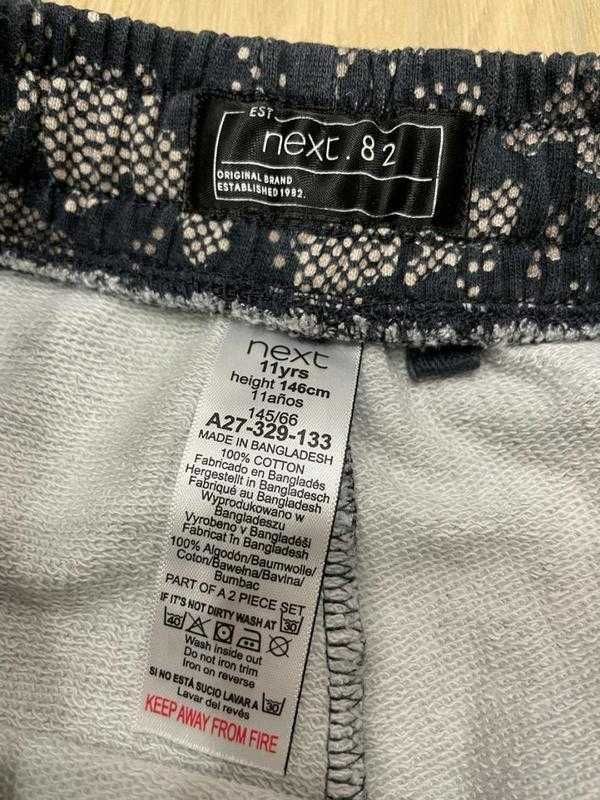 EST
next.82
ORIGINAL BRAND
ESTABLISHED 1982.
next
11yrs
height 146cm
11años
145/66
A27-329-133
MADE IN BANGLADESH
100% COTTON
Fabricado en Bangladés
Hergestellt in Bangladesch
Fabriqué au Bangladesh
Wyprodukowano w
Bangladeszu
Vyrobeno v Bangladéši
Fabricat în Bangladesh
100% Algodón/Baumwolle/
Coton/Bawełna/Bavlna/
Bumbac
PART OF A 2 PIECE SET
IF IT'S NOT DIRTY WASH AT 30
40
Wash inside out
Do not iron trim
Iron on reverse
SI NO ESTÁ SUCIO LAVAR A 30
Lavar del revés
KEEP AWAY FROM FIRE